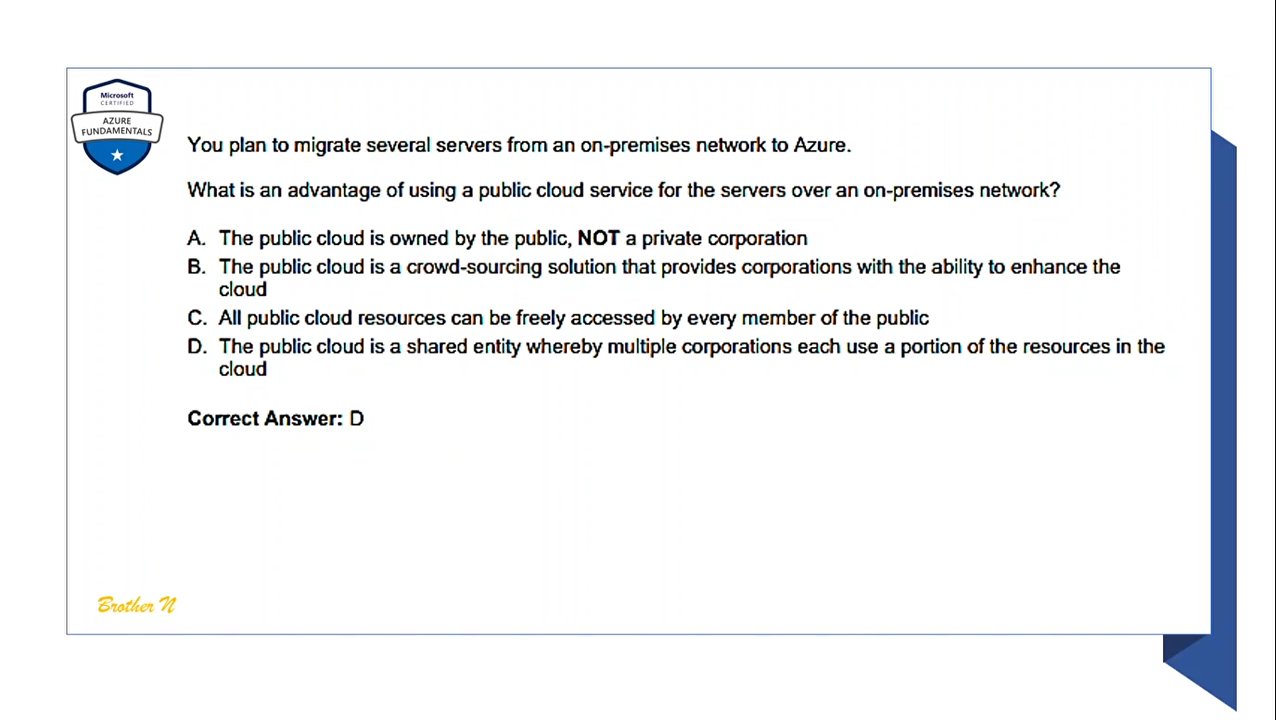 Microsoft
CERTIFIED
AZURE
FUNDAMENTALS
You plan to migrate several servers from an on-premises network to Azure.
What is an advantage of using a public cloud service for the servers over an on-premises network?
A. The public cloud is owned by the public, NOT a private corporation
B. The public cloud is a crowd-sourcing solution that provides corporations with the ability to enhance the
cloud
C. All public cloud resources can be freely accessed by every member of the public
D. The public cloud is a shared entity whereby multiple corporations each use a portion of the resources in the
cloud
Correct Answer: D
Brother N